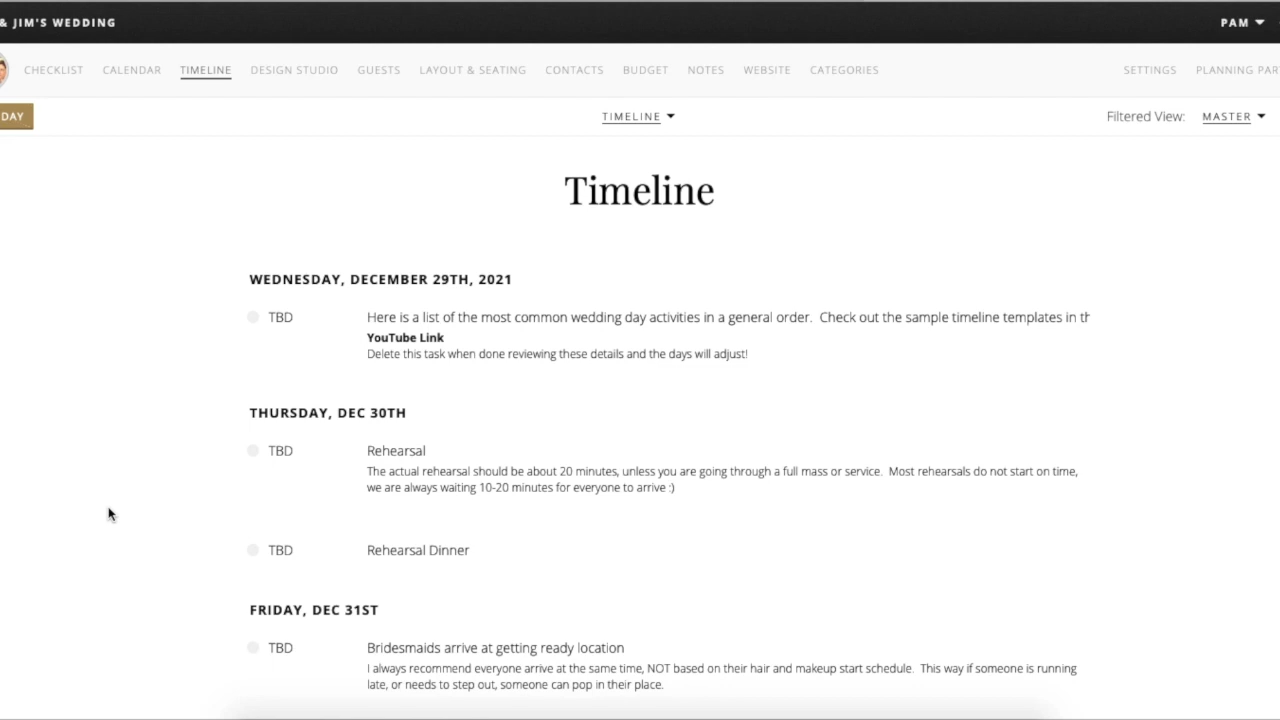 & JIM'S WEDDING
PAM
CHECKLIST CALENDAR TIMELINE DESIGN STUDIO GUESTS LAYOUT & SEATING CONTACTS BUDGET NOTES WEBSITE CATEGORIES SETTINGS PLANNING PAR
DAY
TIMELINE
Filtered View: MASTER
Timeline
WEDNESDAY, DECEMBER 29TH, 2021
TBD Here is a list of the most common wedding day activities in a general order. Check out the sample timeline templates in th
YouTube Link
Delete this task when done reviewing these details and the days will adjust!
THURSDAY, DEC 30TH
TBD Rehearsal
The actual rehearsal should be about 20 minutes, unless you are going through a full mass or service. Most rehearsals do not start on time,
we are always waiting 10-20 minutes for everyone to arrive :)
TBD Rehearsal Dinner
FRIDAY, DEC 31ST
TBD Bridesmaids arrive at getting ready location
I always recommend everyone arrive at the same time, NOT based on their hair and makeup start schedule. This way if someone is running
late, or needs to step out, someone can pop in their place.